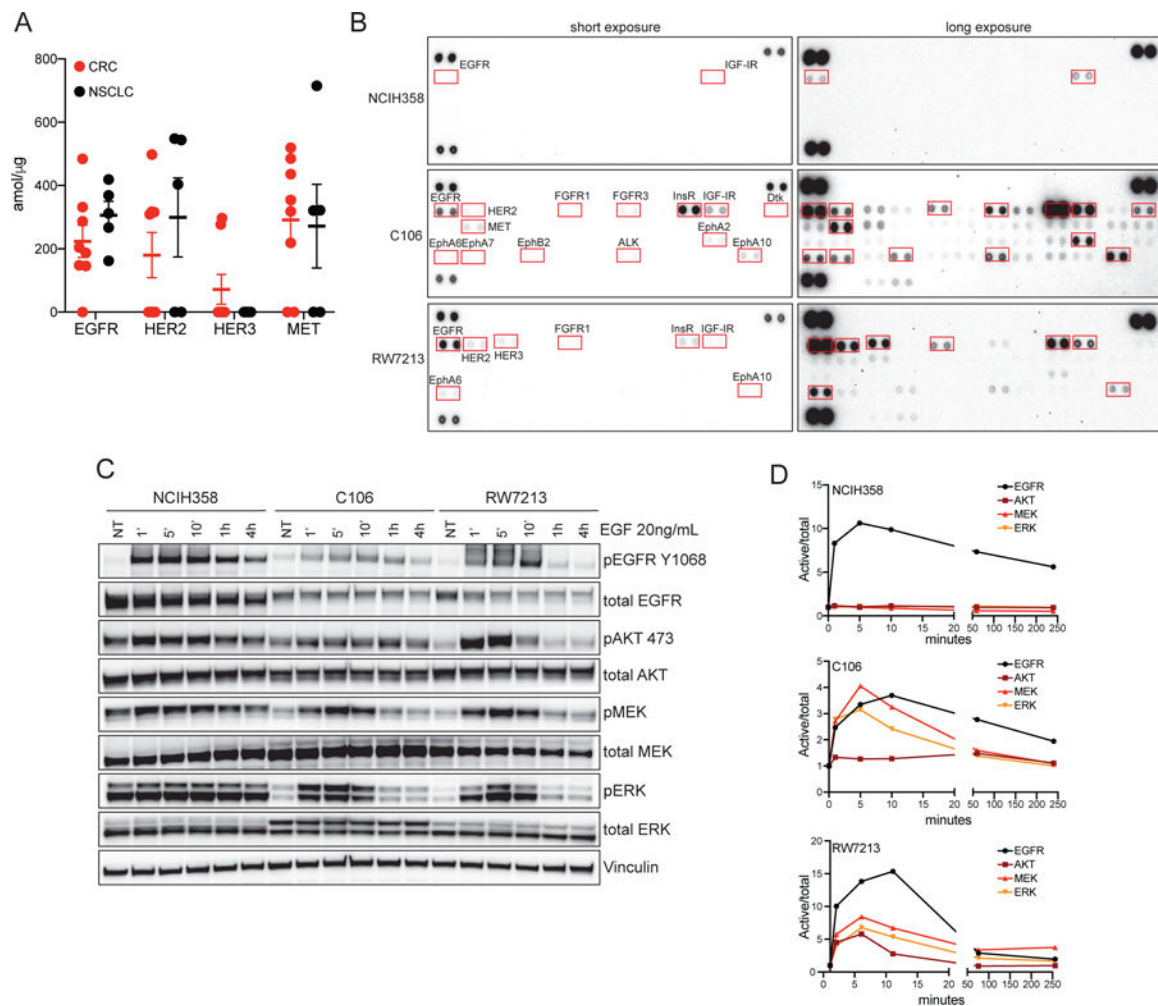 A
800
600
400
200
0
amol/µg
CRC
NSCLC
EGFR HER2 HER3 MET
B
short exposure long exposure
NCIH358
EGFR IGF-IR
C106
EGFR HER2 FGFR1 FGFR3 InsR IGF-IR Dtk
MET
EphA6 EphA7 EphB2 ALK EphA2 EphA10
RW7213
EGFR FGFR1 InsR IGF-IR
HER2 HER3
EphA6 EphA10
C
NCIH358 C106 RW7213
NT 1' 5' 10' 1h 4h NT 1' 5' 10' 1h 4h NT 1' 5' 10' 1h 4h EGF 20ng/mL
pEGFR Y1068
total EGFR
pAKT 473
total AKT
pMEK
total MEK
pERK
total ERK
Vinculin
D
NCIH358
15
10
5
0
Active/total
EGFR
AKT
MEK
ERK
0 5 10 15 20 50 100 150 200 250
minutes
C106
5
4
3
2
1
0
Active/total
EGFR
AKT
MEK
ERK
0 5 10 15 20 50 100 150 200 250
minutes
RW7213
20
15
10
5
0
Active/total
EGFR
AKT
MEK
ERK
0 5 10 15 20 50 100 150 200 250
minutes